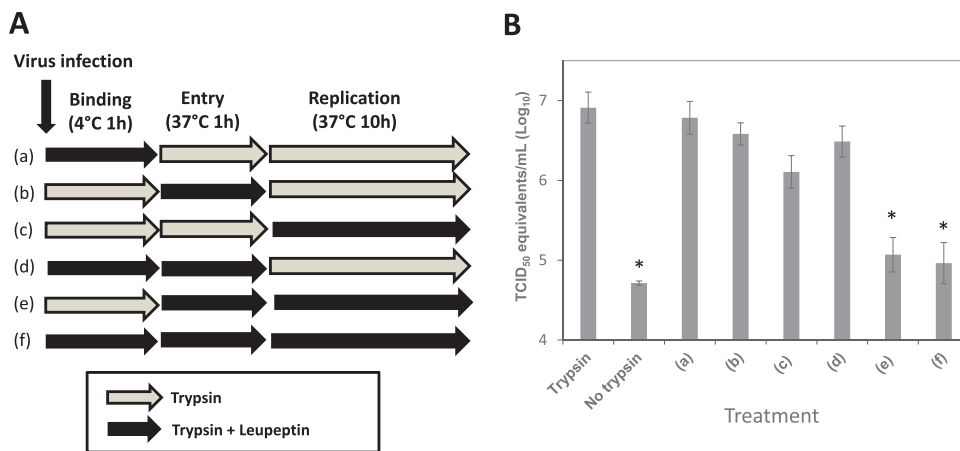 A
Virus infection
Binding
(4°C 1h)
Entry
(37°C 1h)
Replication
(37°C 10h)
(a)
(b)
(c)
(d)
(e)
(f)
Trypsin
Trypsin + Leupeptin
B
TCID50 equivalents/mL (Log10)
7
6
5
4
*
*
*
Trypsin
No trypsin
(a)
(b)
(c)
(d)
(e)
(f)
Treatment